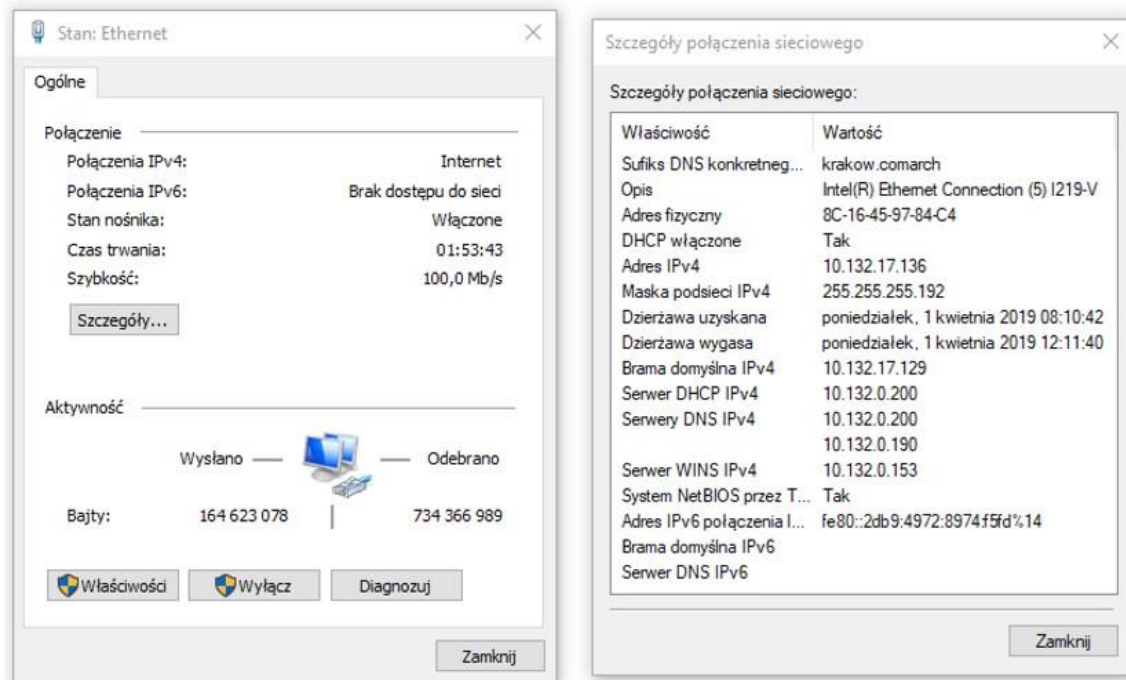 Stan: Ethernet
Ogólne
Połączenie
Połączenia IPv4: Internet
Połączenia IPv6: Brak dostępu do sieci
Stan nośnika: Włączone
Czas trwania: 01:53:43
Szybkość: 100,0 Mb/s
Szczegóły...
Aktywność
Wysłano — Odebrano
Bajty: 164 623 078 734 366 989
Właściwości Wyłącz Diagnozuj
Zamknij
Szczegóły połączenia sieciowego
Szczegóły połączenia sieciowego:
Właściwość Wartość
Sufiks DNS konkretneg... krakow.comarch
Opis Intel(R) Ethernet Connection (5) I219-V
Adres fizyczny 8C-16-45-97-84-C4
DHCP włączone Tak
Adres IPv4 10.132.17.136
Maska podsieci IPv4 255.255.255.192
Dzierżawa uzyskana poniedziałek, 1 kwietnia 2019 08:10:42
Dzierżawa wygasa poniedziałek, 1 kwietnia 2019 12:11:40
Brama domyślna IPv4 10.132.17.129
Serwer DHCP IPv4 10.132.0.200
Serwery DNS IPv4 10.132.0.200
10.132.0.190
Serwer WINS IPv4 10.132.0.153
System NetBIOS przez T... Tak
Adres IPv6 połączenia l... fe80::2db9:4972:8974:f5fd%14
Brama domyślna IPv6
Serwer DNS IPv6
Zamknij